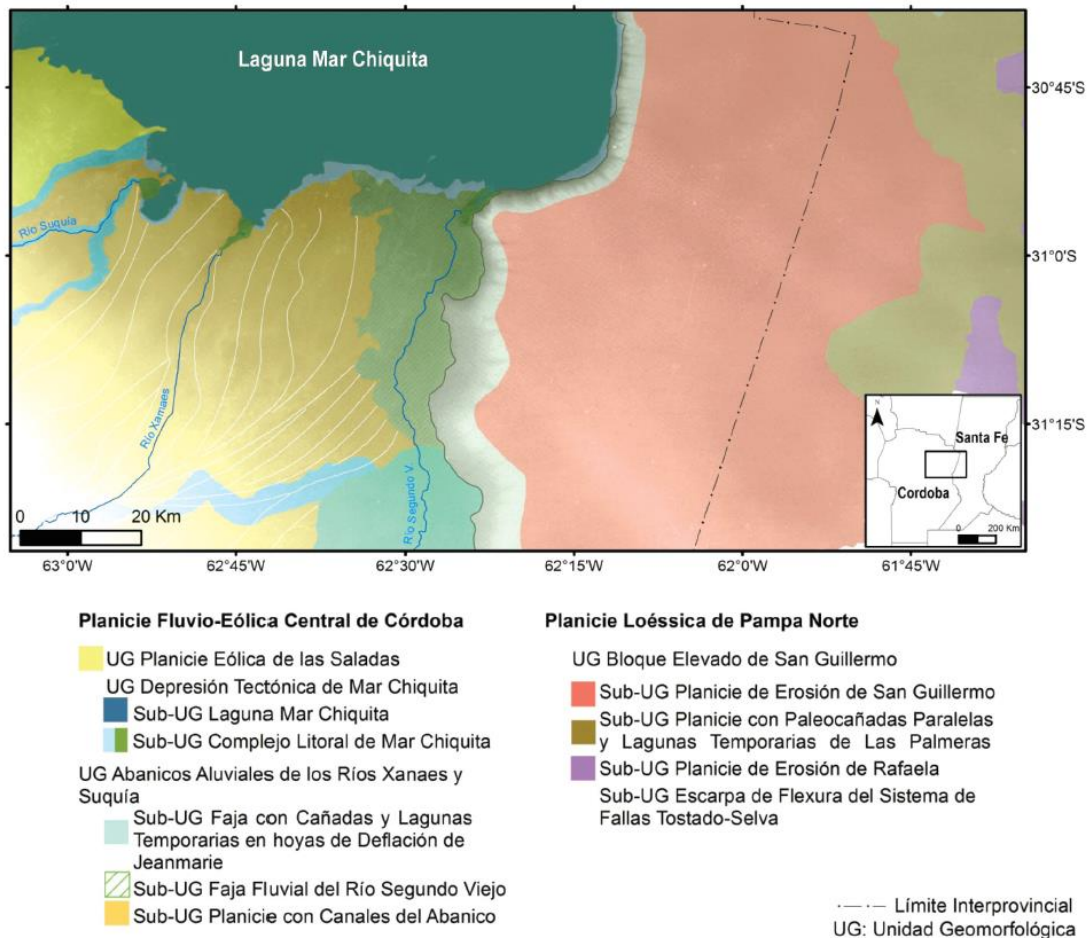 Laguna Mar Chiquita
30°45'S
Río Suquía
31°0'S
Río Xamaes
Río Segundo V.
31°15'S
N
Santa Fe
Cordoba
0 200 Km
0 10 20 Km
63°0'W 62°45'W 62°30'W 62°15'W 62°0'W 61°45'W
Planicie Fluvio-Eólica Central de Córdoba
UG Planicie Eólica de las Saladas
UG Depresión Tectónica de Mar Chiquita
Sub-UG Laguna Mar Chiquita
Sub-UG Complejo Litoral de Mar Chiquita
UG Abanicos Aluviales de los Ríos Xanaes y
Suquía
Sub-UG Faja con Cañadas y Lagunas
Temporarias en hoyas de Deflación de
Jeanmarie
Sub-UG Faja Fluvial del Río Segundo Viejo
Sub-UG Planicie con Canales del Abanico
Planicie Loéssica de Pampa Norte
UG Bloque Elevado de San Guillermo
Sub-UG Planicie de Erosión de San Guillermo
Sub-UG Planicie con Paleocañadas Paralelas
y Lagunas Temporarias de Las Palmeras
Sub-UG Planicie de Erosión de Rafaela
Sub-UG Escarpa de Flexura del Sistema de
Fallas Tostado-Selva
Límite Interprovincial
UG: Unidad Geomorfológica